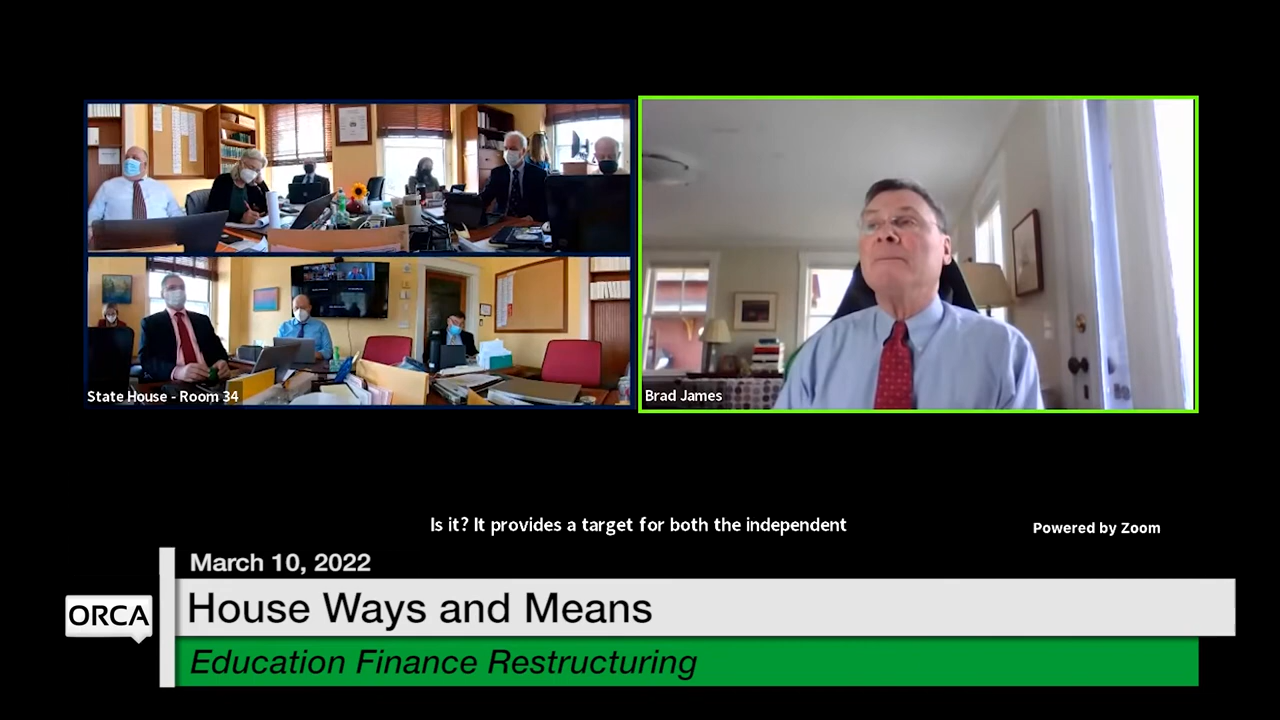 State House - Room 34
Brad James
Is it? It provides a target for both the independent
Powered by Zoom
March 10, 2022
ORCA
House Ways and Means
Education Finance Restructuring